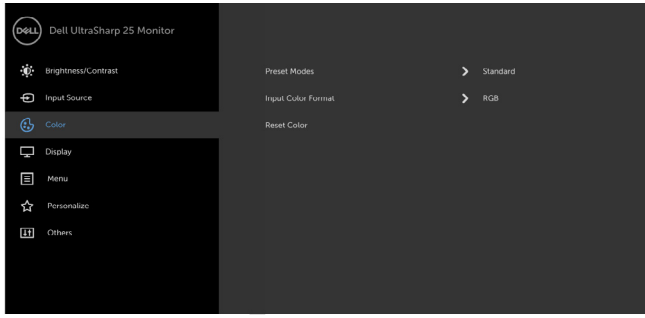 DELL Dell UltraSharp 25 Monitor
Brightness/Contrast
Preset Modes Standard
Input Source
Input Color Format RGB
Color
Reset Color
Display
Menu
Personalize
Others